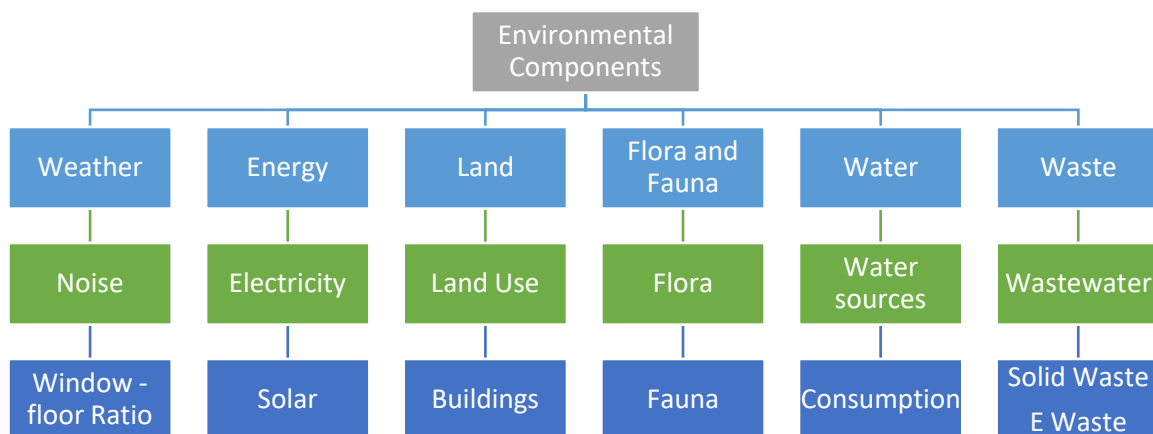 Environmental
Components
Weather
Energy
Land
Flora and
Fauna
Water
Waste
Noise
Electricity
Land Use
Flora
Water
sources
Wastewater
Window -
floor Ratio
Solar
Buildings
Fauna
Consumption
Solid Waste
E Waste